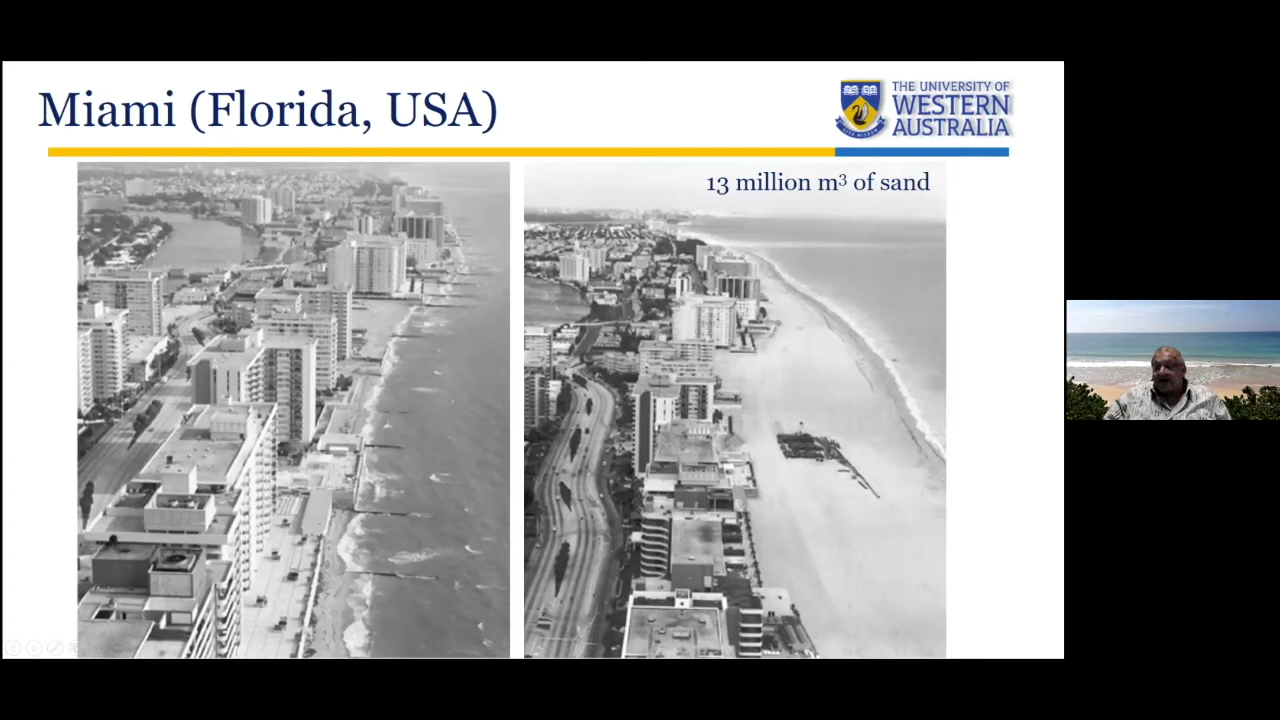 Miami (Florida, USA)
THE UNIVERSITY OF
WESTERN
AUSTRALIA
13 million m³ of sand